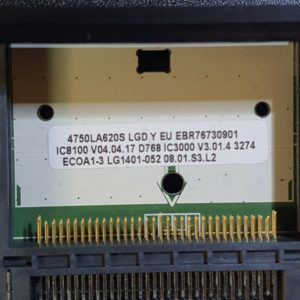 4750LA620S LGD Y EU EBR76730901
IC8100 V04.04.17 D768 IC3000 V3.01.4 3274
ECOA1-3 LG1401-052 08.01.S3.L2